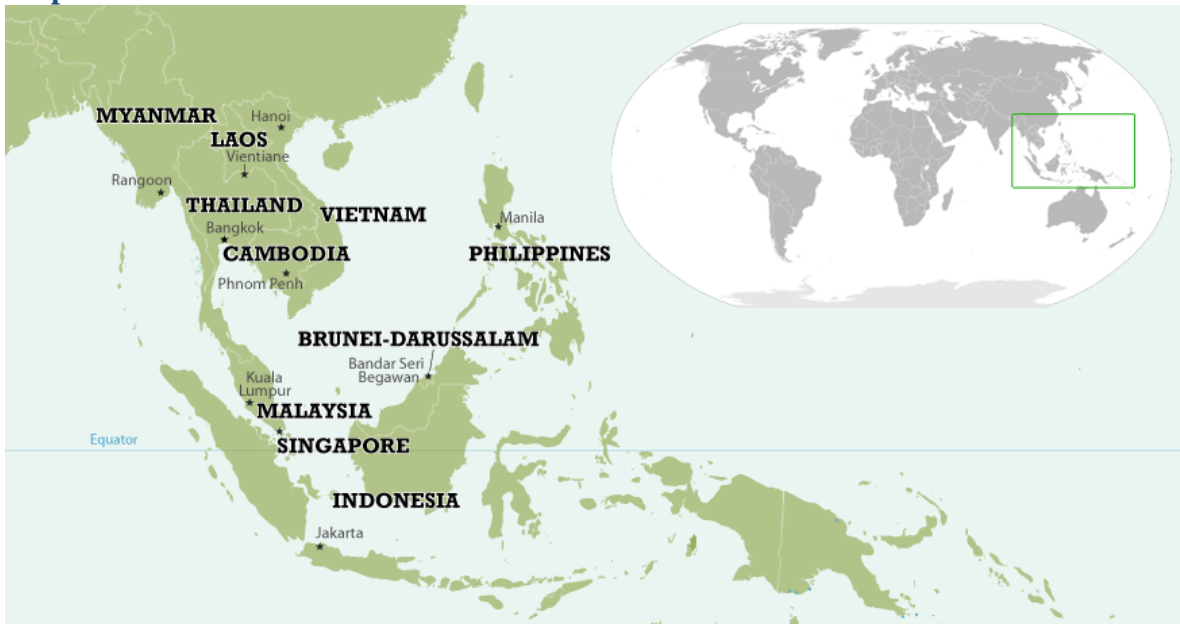 MYANMAR
Hanoi
LAOS
Vientiane
Rangoon
THAILAND
VIETNAM
Manila
Bangkok
CAMBODIA
PHILIPPINES
Phnom Penh
BRUNEI-DARUSSALAM
Bandar Seri
Begawan
Kuala
Lumpur
MALAYSIA
Equator
SINGAPORE
INDONESIA
Jakarta